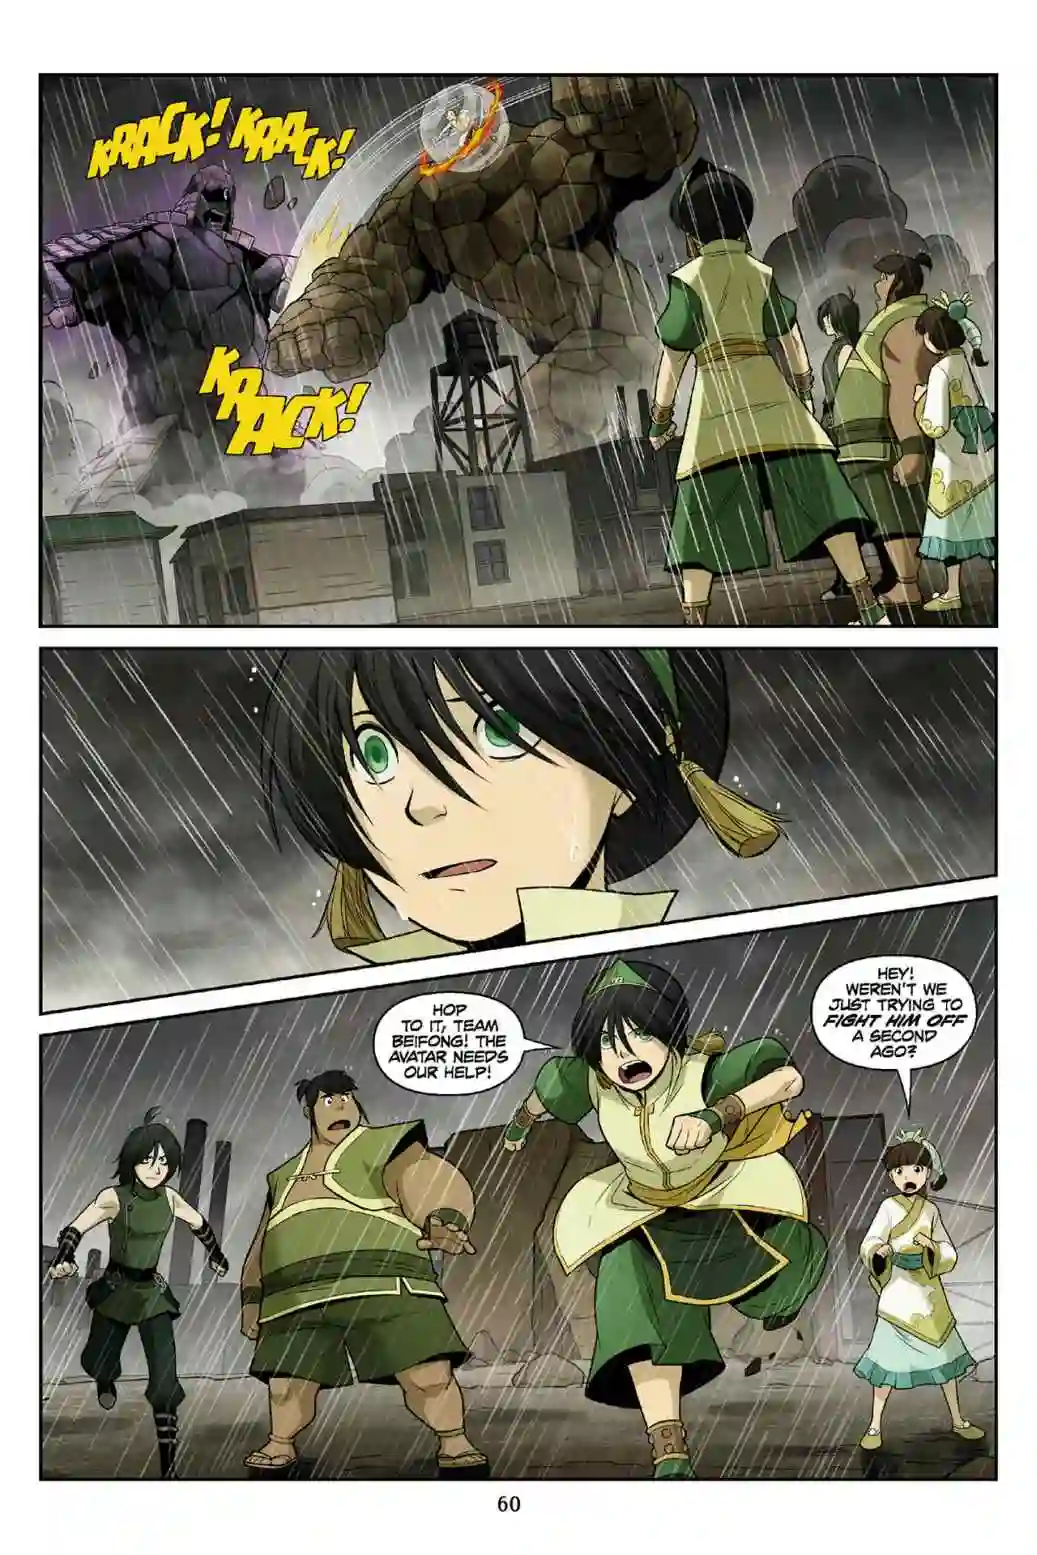 KRACK! KRACK!
KRACK!
HOP
TO IT, TEAM
BEIFONG! THE
AVATAR NEEDS
OUR HELP!
HEY!
WEREN'T WE
JUST TRYING TO
FIGHT HIM OFF
A SECOND
AGO?
60